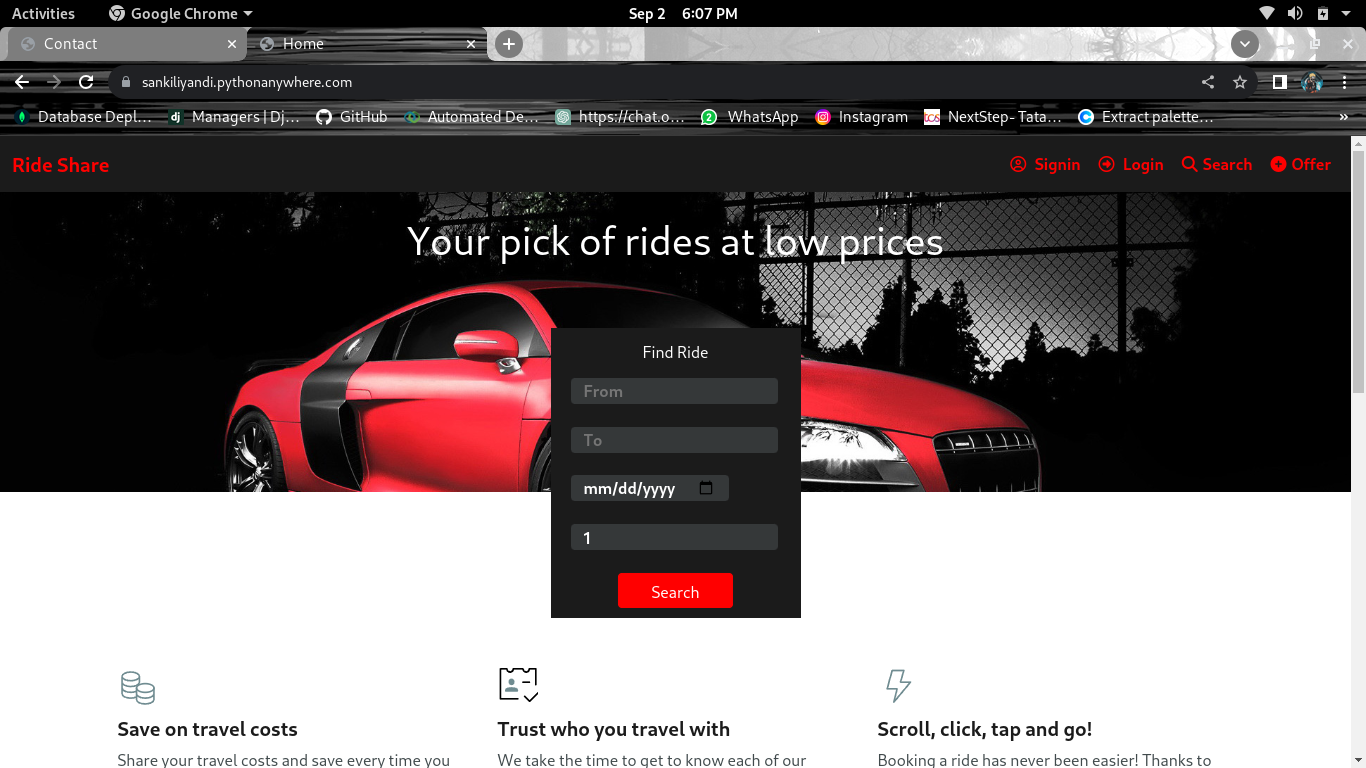 Activities Google Chrome Sep 2 6:07 PM
Contact Home
sankiliyandi.pythonanywhere.com
Database Depl... dj Managers | Dj... GitHub Automated De... https://chat.o... 2 WhatsApp Instagram tcs NextStep- Tata... C Extract palette... »
Ride Share Signin Login Search Offer
Your pick of rides at low prices
Find Ride
From
To
mm/dd/yyyy
1
Search
Save on travel costs Trust who you travel with Scroll, click, tap and go!
Share your travel costs and save every time you We take the time to get to know each of our Booking a ride has never been easier! Thanks to